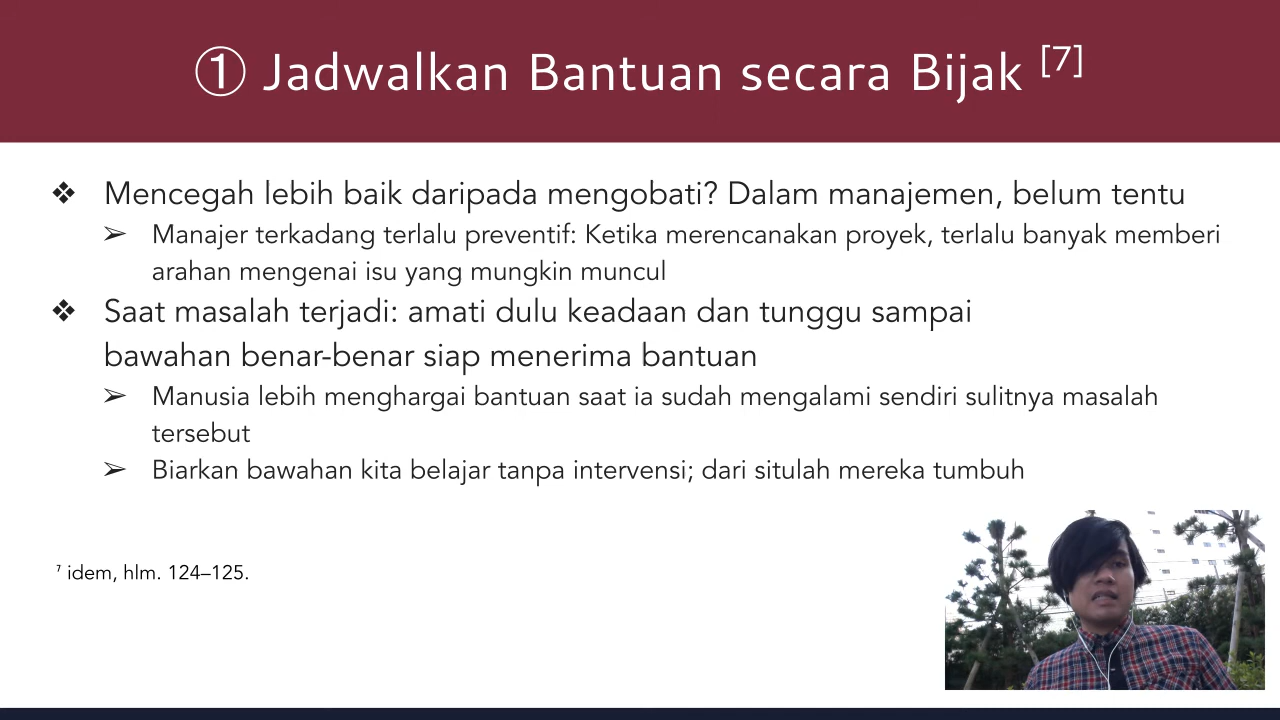 ① Jadwalkan Bantuan secara Bijak [7]
❖ Mencegah lebih baik daripada mengobati? Dalam manajemen, belum tentu
➢ Manajer terkadang terlalu preventif: Ketika merencanakan proyek, terlalu banyak memberi
arahan mengenai isu yang mungkin muncul
❖ Saat masalah terjadi: amati dulu keadaan dan tunggu sampai
bawahan benar-benar siap menerima bantuan
➢ Manusia lebih menghargai bantuan saat ia sudah mengalami sendiri sulitnya masalah
tersebut
➢ Biarkan bawahan kita belajar tanpa intervensi; dari situlah mereka tumbuh
⁷ idem, hlm. 124–125.